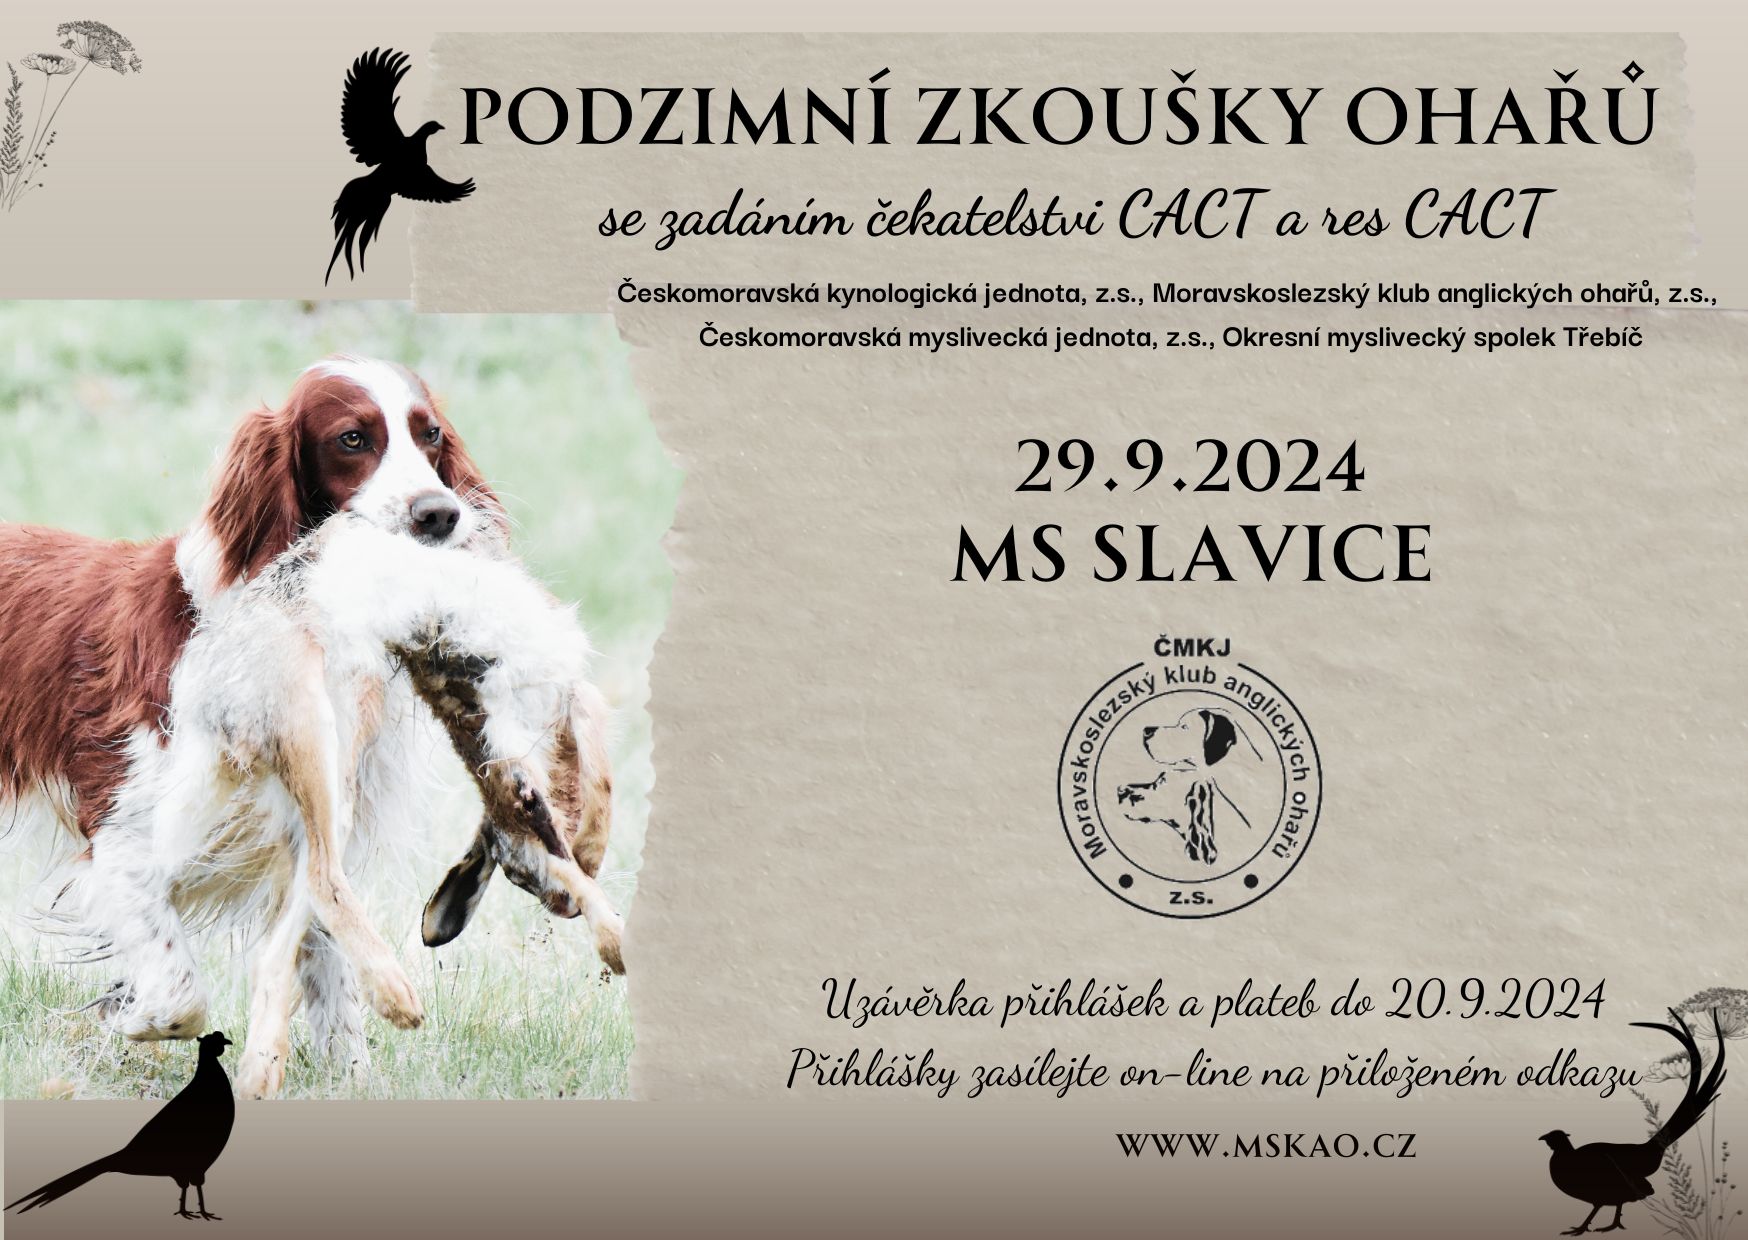 PODZIMNÍ ZKOUŠKY OHAŘŮ
se zadáním čekatelstvi CACT a res CACT
Českomoravská kynologická jednota, z.s., Moravskoslezský klub anglických ohařů, z.s.,
Českomoravská myslivecká jednota, z.s., Okresní myslivecký spolek Třebíč
29.9.2024
MS SLAVICE
ČMKJ
Moravskoslezský klub anglických ohařů
z.s.
Uzávěrka přihlášek a plateb do 20.9.2024
Přihlášky zasílejte on-line na přiloženém odkazu
WWW.MSKAO.CZ